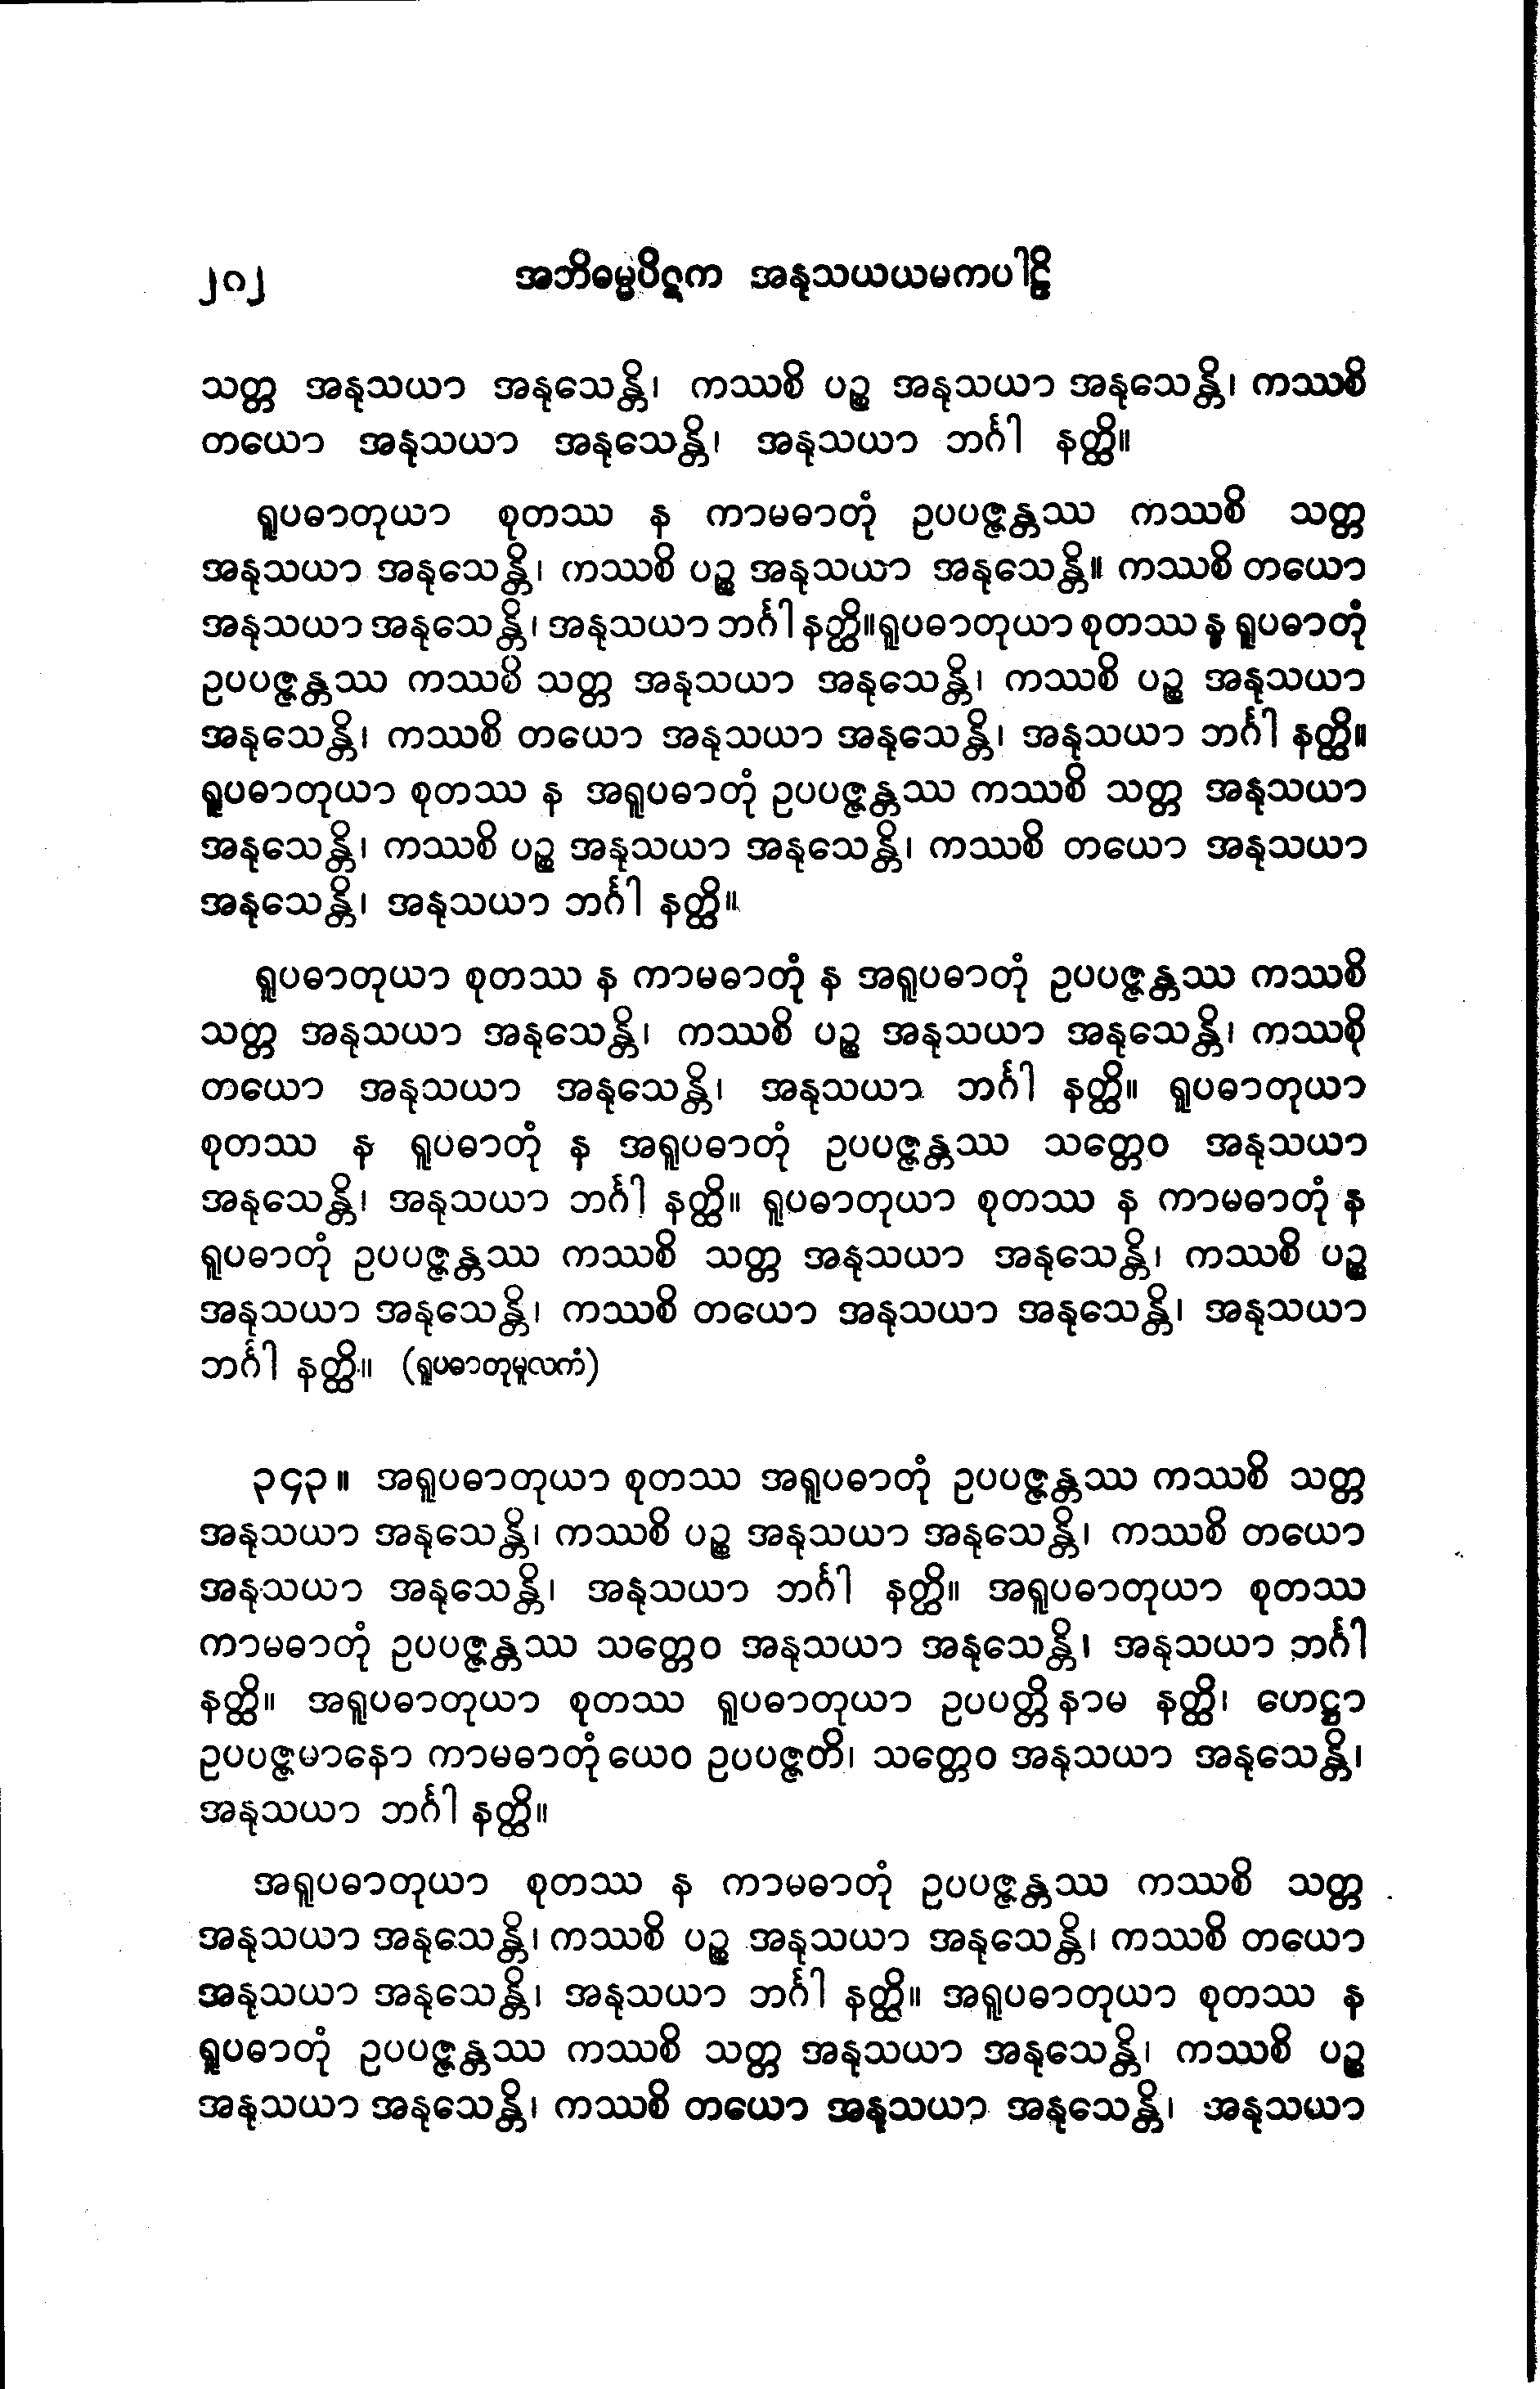 ၂၀၂ အဘိဓမ္မပိဋက အနုသယယမကပါဠိ
သတ္တ အနုသယာ အနုသေန္တိ၊ ကဿစိ ပဉ္စ အနုသယာ အနုသေန္တိ၊ ကဿစိ
တယော အနုသယာ အနုသေန္တိ၊ အနုသယာ ဘင်္ဂါ နတ္ထိ။
ရူပဓာတုယာ စုတဿ န ကာမဓာတုံ ဥပပဇ္ဇန္တဿ ကဿစိ သတ္တ
အနုသယာ အနုသေန္တိ၊ ကဿစိ ပဉ္စ အနုသယာ အနုသေန္တိ။ ကဿစိ တယော
အနုသယာ အနုသေန္တိ၊ အနုသယာ ဘင်္ဂါ နတ္ထိ။ရူပဓာတုယာ စုတဿ န ရူပဓာတုံ
ဥပပဇ္ဇန္တဿ ကဿစိ သတ္တ အနုသယာ အနုသေန္တိ၊ ကဿစိ ပဉ္စ အနုသယာ
အနုသေန္တိ၊ ကဿစိ တယော အနုသယာ အနုသေန္တိ၊ အနုသယာ ဘင်္ဂါ နတ္ထိ။
ရူပဓာတုယာ စုတဿ န အရူပဓာတုံ ဥပပဇ္ဇန္တဿ ကဿစိ သတ္တ အနုသယာ
အနုသေန္တိ၊ ကဿစိ ပဉ္စ အနုသယာ အနုသေန္တိ၊ ကဿစိ တယော အနုသယာ
အနုသေန္တိ၊ အနုသယာ ဘင်္ဂါ နတ္ထိ။
ရူပဓာတုယာ စုတဿ န ကာမဓာတုံ န အရူပဓာတုံ ဥပပဇ္ဇန္တဿ ကဿစိ
သတ္တ အနုသယာ အနုသေန္တိ၊ ကဿစိ ပဉ္စ အနုသယာ အနုသေန္တိ၊ ကဿစိ
တယော အနုသယာ အနုသေန္တိ၊ အနုသယာ ဘင်္ဂါ နတ္ထိ။ ရူပဓာတုယာ
စုတဿ န ရူပဓာတုံ န အရူပဓာတုံ ဥပပဇ္ဇန္တဿ သတ္တေဝ အနုသယာ
အနုသေန္တိ၊ အနုသယာ ဘင်္ဂါ နတ္ထိ။ ရူပဓာတုယာ စုတဿ န ကာမဓာတုံ န
ရူပဓာတုံ ဥပပဇ္ဇန္တဿ ကဿစိ သတ္တ အနုသယာ အနုသေန္တိ၊ ကဿစိ ပဉ္စ
အနုသယာ အနုသေန္တိ၊ ကဿစိ တယော အနုသယာ အနုသေန္တိ၊ အနုသယာ
ဘင်္ဂါ နတ္ထိ။ (ရူပဓာတုမူလကံ)
၃၄၃။ အရူပဓာတုယာ စုတဿ အရူပဓာတုံ ဥပပဇ္ဇန္တဿ ကဿစိ သတ္တ
အနုသယာ အနုသေန္တိ၊ ကဿစိ ပဉ္စ အနုသယာ အနုသေန္တိ၊ ကဿစိ တယော
အနုသယာ အနုသေန္တိ၊ အနုသယာ ဘင်္ဂါ နတ္ထိ။ အရူပဓာတုယာ စုတဿ
ကာမဓာတုံ ဥပပဇ္ဇန္တဿ သတ္တေဝ အနုသယာ အနုသေန္တိ၊ အနုသယာ ဘင်္ဂါ
နတ္ထိ။ အရူပဓာတုယာ စုတဿ ရူပဓာတုယာ ဥပပတ္တိ နာမ နတ္ထိ၊ ဟေဋ္ဌာ
ဥပပဇ္ဇမာနော ကာမဓာတုံ ယေဝ ဥပပဇ္ဇတိ၊ သတ္တေဝ အနုသယာ အနုသေန္တိ၊
အနုသယာ ဘင်္ဂါ နတ္ထိ။
အရူပဓာတုယာ စုတဿ န ကာမဓာတုံ ဥပပဇ္ဇန္တဿ ကဿစိ သတ္တ
အနုသယာ အနုသေန္တိ၊ ကဿစိ ပဉ္စ အနုသယာ အနုသေန္တိ၊ ကဿစိ တယော
အနုသယာ အနုသေန္တိ၊ အနုသယာ ဘင်္ဂါ နတ္ထိ။ အရူပဓာတုယာ စုတဿ န
ရူပဓာတုံ ဥပပဇ္ဇန္တဿ ကဿစိ သတ္တ အနုသယာ အနုသေန္တိ၊ ကဿစိ ပဉ္စ
အနုသယာ အနုသေန္တိ၊ ကဿစိ တယော အနုသယာ အနုသေန္တိ၊ အနုသယာ